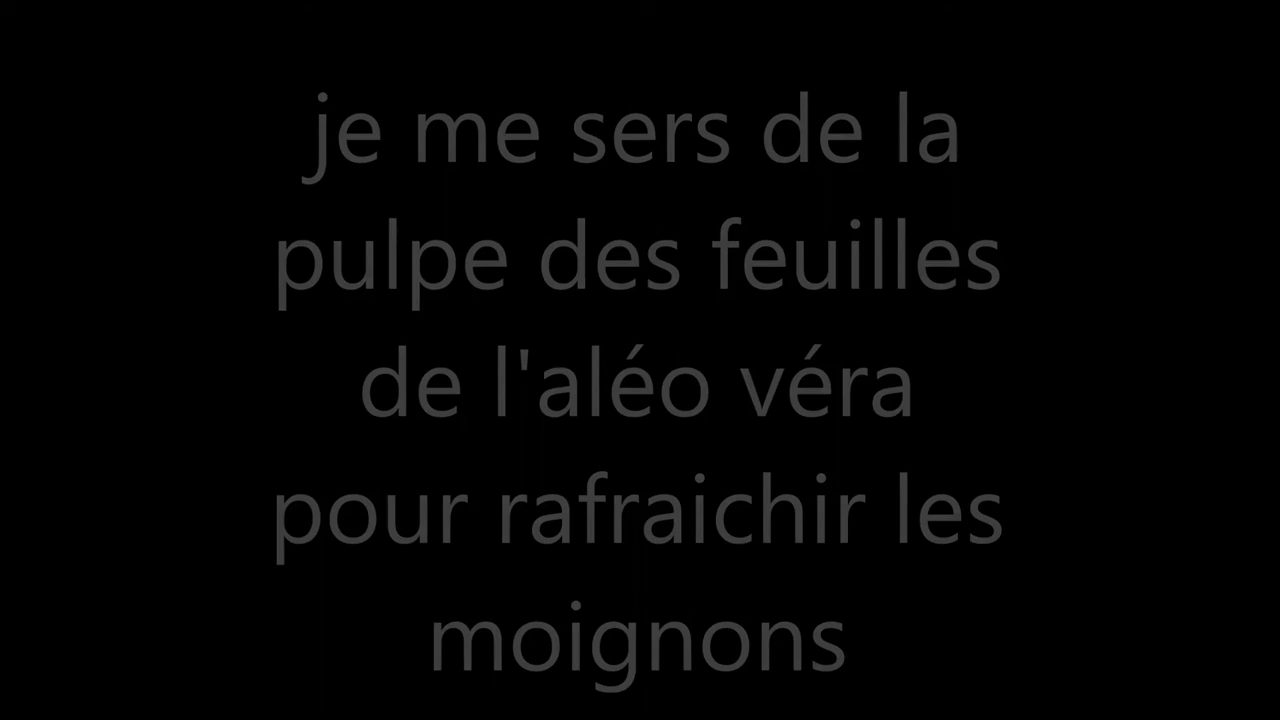 je me sers de la
pulpe des feuilles
de l'aléo véra
pour rafraichir les
moignons